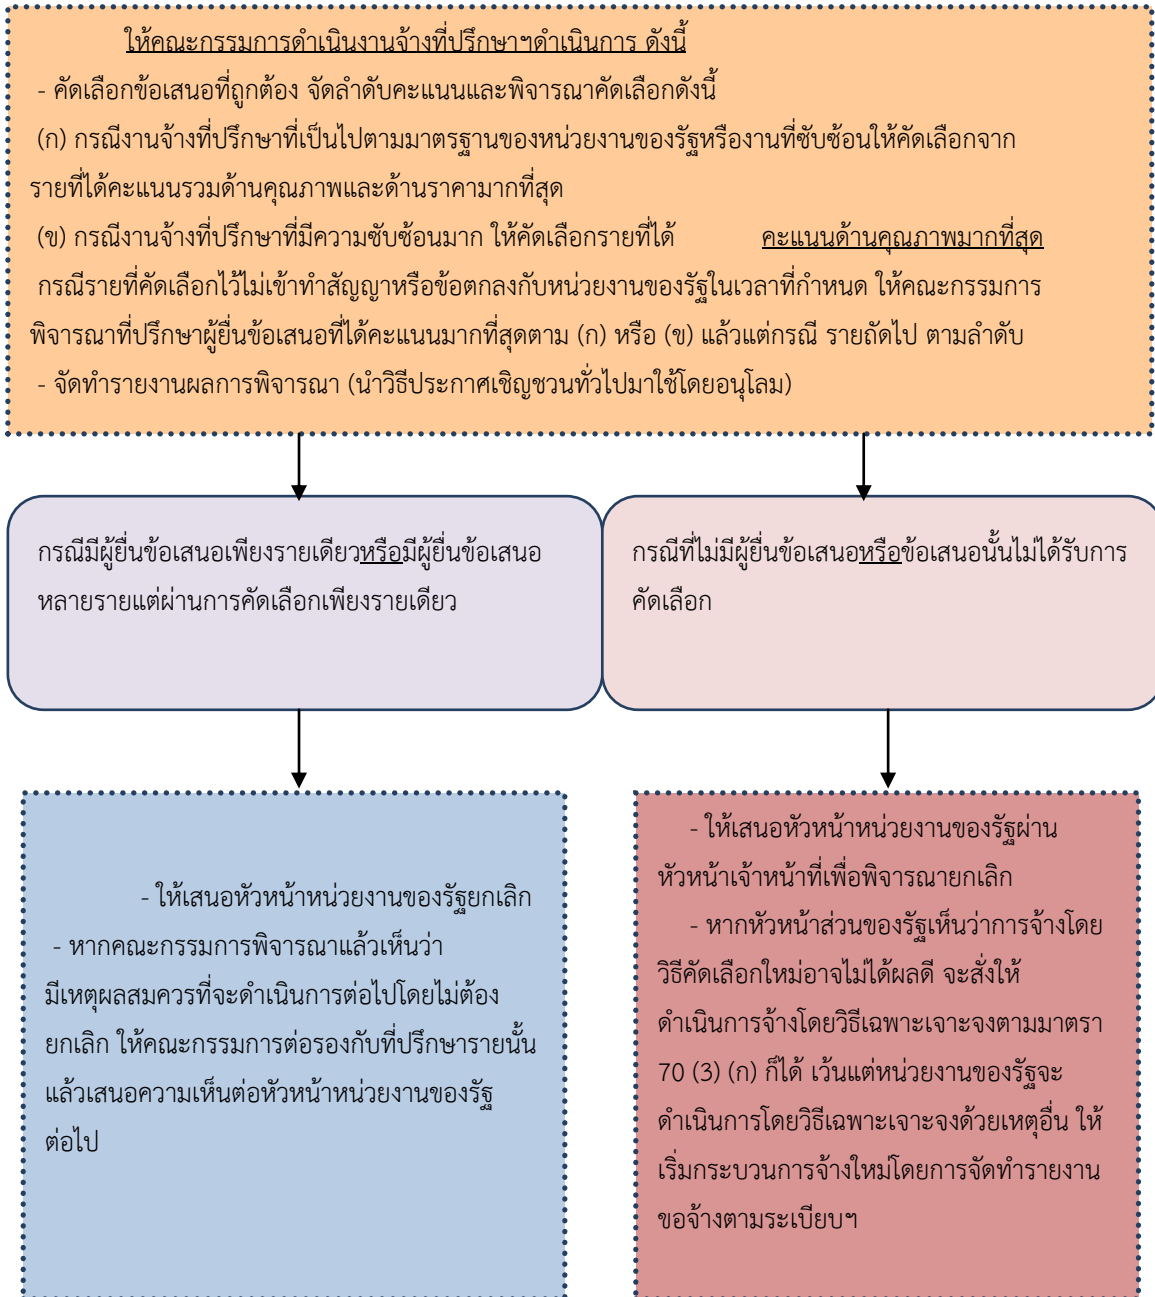 ให้คณะกรรมการดำเนินงานจ้างที่ปรึกษาฯดำเนินการ ดังนี้
- คัดเลือกข้อเสนอที่ถูกต้อง จัดลำดับคะแนนและพิจารณาคัดเลือกดังนี้
(ก) กรณีงานจ้างที่ปรึกษาที่เป็นไปตามมาตรฐานของหน่วยงานของรัฐหรืองานที่ซับซ้อนให้คัดเลือกจาก
รายที่ได้คะแนนรวมด้านคุณภาพและด้านราคามากที่สุด
(ข) กรณีงานจ้างที่ปรึกษาที่มีความซับซ้อนมาก ให้คัดเลือกรายที่ได้ คะแนนด้านคุณภาพมากที่สุด
กรณีรายที่คัดเลือกไว้ไม่เข้าทำสัญญาหรือข้อตกลงกับหน่วยงานของรัฐในเวลาที่กำหนด ให้คณะกรรมการ
พิจารณาที่ปรึกษาผู้ยื่นข้อเสนอที่ได้คะแนนมากที่สุดตาม (ก) หรือ (ข) แล้วแต่กรณี รายถัดไป ตามลำดับ
- จัดทำรายงานผลการพิจารณา (นำวิธีประกาศเชิญชวนทั่วไปมาใช้โดยอนุโลม)
กรณีมีผู้ยื่นข้อเสนอเพียงรายเดียวหรือมีผู้ยื่นข้อเสนอ
หลายรายแต่ผ่านการคัดเลือกเพียงรายเดียว
กรณีที่ไม่มีผู้ยื่นข้อเสนอหรือข้อเสนอนั้นไม่ได้รับการ
คัดเลือก
- ให้เสนอหัวหน้าหน่วยงานของรัฐยกเลิก
- หากคณะกรรมการพิจารณาแล้วเห็นว่า
มีเหตุผลสมควรที่จะดำเนินการต่อไปโดยไม่ต้อง
ยกเลิก ให้คณะกรรมการต่อรองกับที่ปรึกษารายนั้น
แล้วเสนอความเห็นต่อหัวหน้าหน่วยงานของรัฐ
ต่อไป
- ให้เสนอหัวหน้าหน่วยงานของรัฐผ่าน
หัวหน้าเจ้าหน้าที่เพื่อพิจารณายกเลิก
- หากหัวหน้าส่วนของรัฐเห็นว่าการจ้างโดย
วิธีคัดเลือกใหม่อาจไม่ได้ผลดี จะสั่งให้
ดำเนินการจ้างโดยวิธีเฉพาะเจาะจงตามมาตรา
70 (3) (ก) ก็ได้ เว้นแต่หน่วยงานของรัฐจะ
ดำเนินการโดยวิธีเฉพาะเจาะจงด้วยเหตุอื่น ให้
เริ่มกระบวนการจ้างใหม่โดยการจัดทำรายงาน
ขอจ้างตามระเบียบฯ